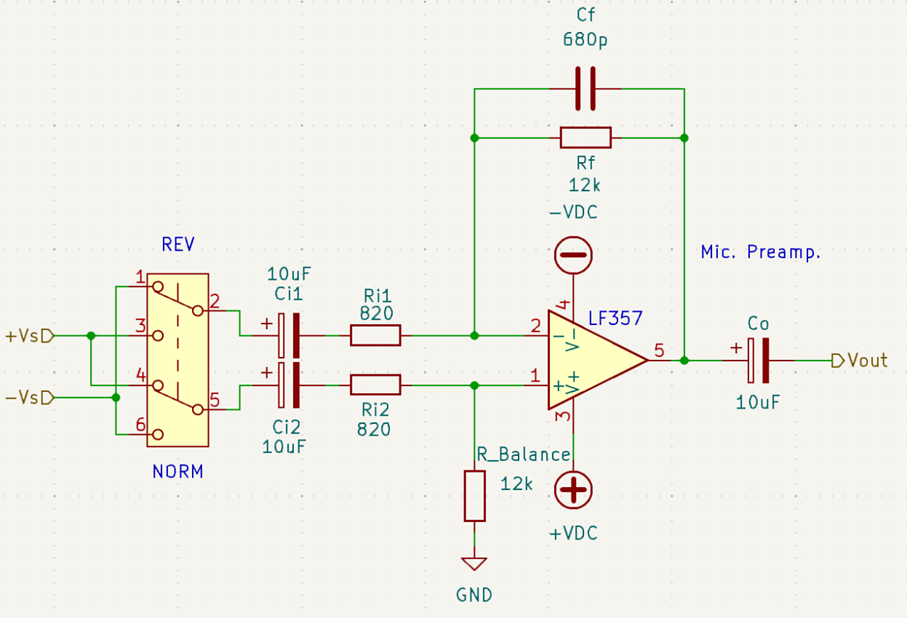 Cf
680p
Rf
12k
-VDC
REV
Mic. Preamp.
10uF
Ci1
Ri1
820
LF357
Co
10uF
1
2
3
4
5
6
+Vs
-Vs
+
+
2
-
1
+
4
V-
V+
3
5
+
Vout
Ci2
10uF
Ri2
820
NORM
R_Balance
12k
+VDC
GND